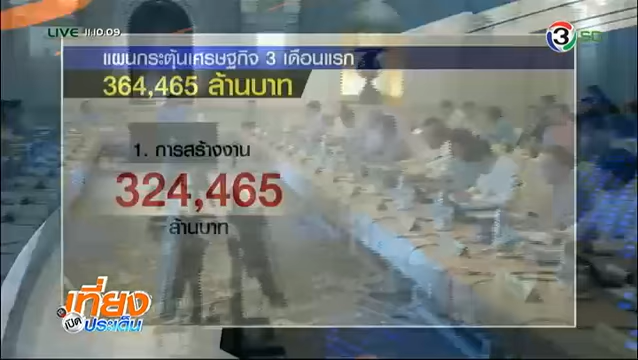 LIVE 11.10.09
3
แผนกระตุ้นเศรษฐกิจ 3 เดือนแรก
364,465 ล้านบาท
1. การสร้างงาน
324,465
ล้านบาท
เที่ยง
เปิด
ประเด็น